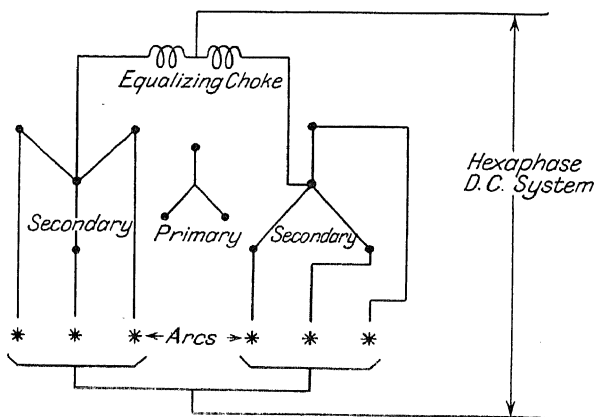 Equalizing Choke
Hexaphase
D.C. System
Secondary
Primary
Secondary
Arcs